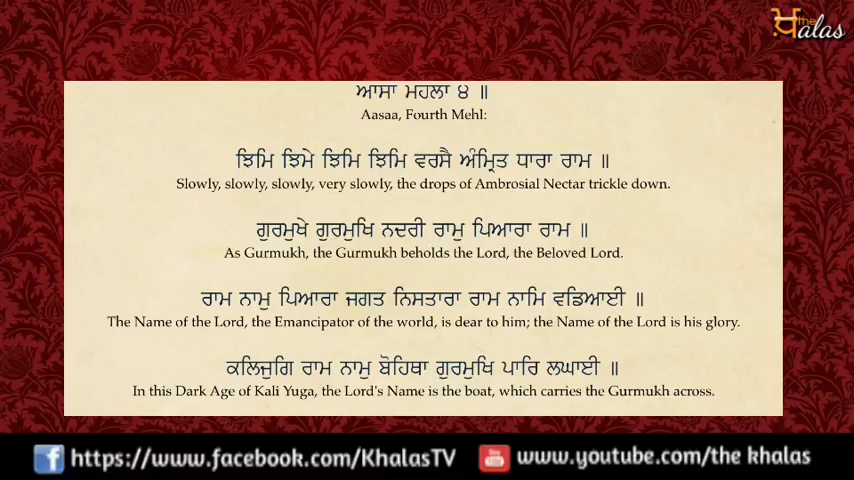 the ਖalas
ਆਸਾ ਮਹਲਾ ੪ ॥
Aasaa, Fourth Mehl:
ਝਿਮਿ ਝਿਮੇ ਝਿਮਿ ਝਿਮਿ ਵਰਸੈ ਅੰਮ੍ਰਿਤ ਧਾਰਾ ਰਾਮ ॥
Slowly, slowly, slowly, very slowly, the drops of Ambrosial Nectar trickle down.
ਗੁਰਮੁਖੇ ਗੁਰਮੁਖਿ ਨਦਰੀ ਰਾਮੁ ਪਿਆਰਾ ਰਾਮ ॥
As Gurmukh, the Gurmukh beholds the Lord, the Beloved Lord.
ਰਾਮ ਨਾਮੁ ਪਿਆਰਾ ਜਗਤ ਨਿਸਤਾਰਾ ਰਾਮ ਨਾਮਿ ਵਡਿਆਈ ॥
The Name of the Lord, the Emancipator of the world, is dear to him; the Name of the Lord is his glory.
ਕਲਿਜੁਗਿ ਰਾਮ ਨਾਮੁ ਬੋਹਿਥਾ ਗੁਰਮੁਖਿ ਪਾਰਿ ਲਘਾਈ ॥
In this Dark Age of Kali Yuga, the Lord's Name is the boat, which carries the Gurmukh across.
https://www.facebook.com/KhalasTV www.youtube.com/the khalas